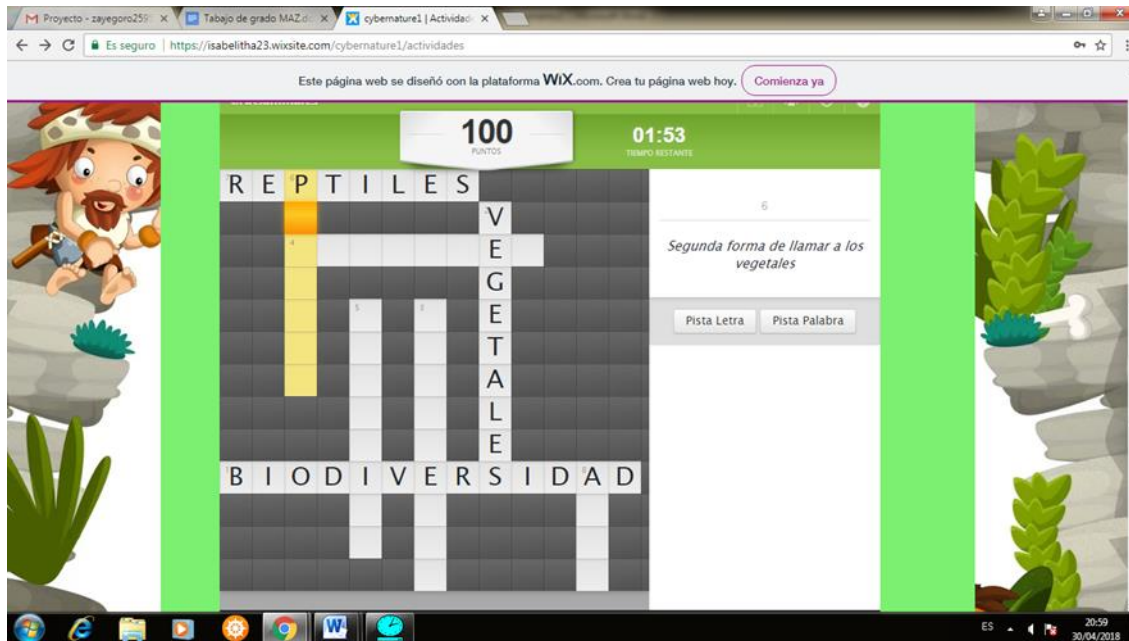 Proyecto - zayegoro259
Tabajo de grado MAZ.d
cybernature1 | Actividad
Es seguro | https://isabelitha23.wixsite.com/cybernature1/actividades
Este página web se diseñó con la plataforma WiX.com. Crea tu página web hoy. Comienza ya
100
PUNTOS
01:53
TIEMPO RESTANTE
REPTILES
VEGETALES
BIODIVERSIDAD
6
Segunda forma de llamar a los
vegetales
Pista Letra Pista Palabra
ES
20:59
30/04/2018